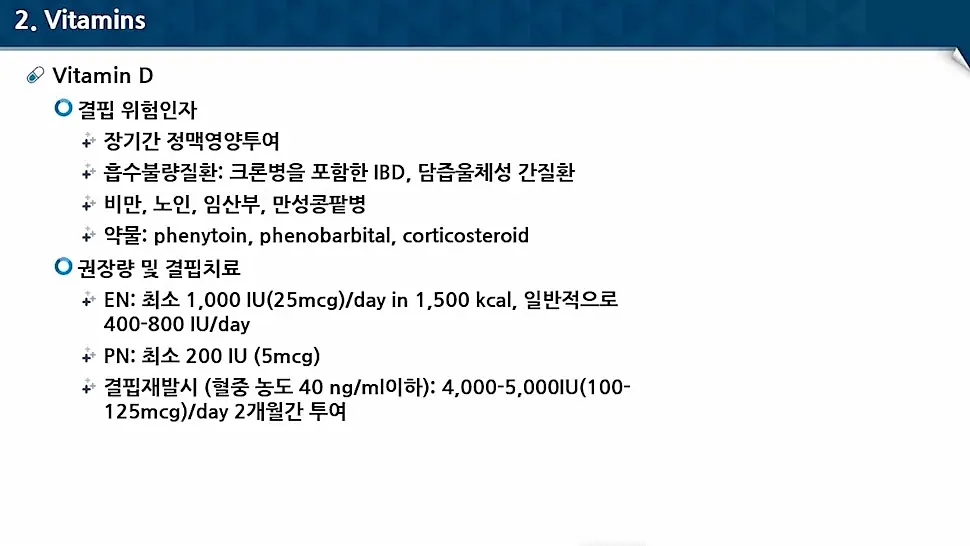 2. Vitamins
Vitamin D
결핍 위험인자
장기간 정맥영양투여
흡수불량질환: 크론병을 포함한 IBD, 담즙울체성 간질환
비만, 노인, 임산부, 만성콩팥병
약물: phenytoin, phenobarbital, corticosteroid
권장량 및 결핍치료
EN: 최소 1,000 IU(25mcg)/day in 1,500 kcal, 일반적으로
400-800 IU/day
PN: 최소 200 IU (5mcg)
결핍재발시 (혈중 농도 40 ng/ml이하): 4,000-5,000IU(100-
125mcg)/day 2개월간 투여